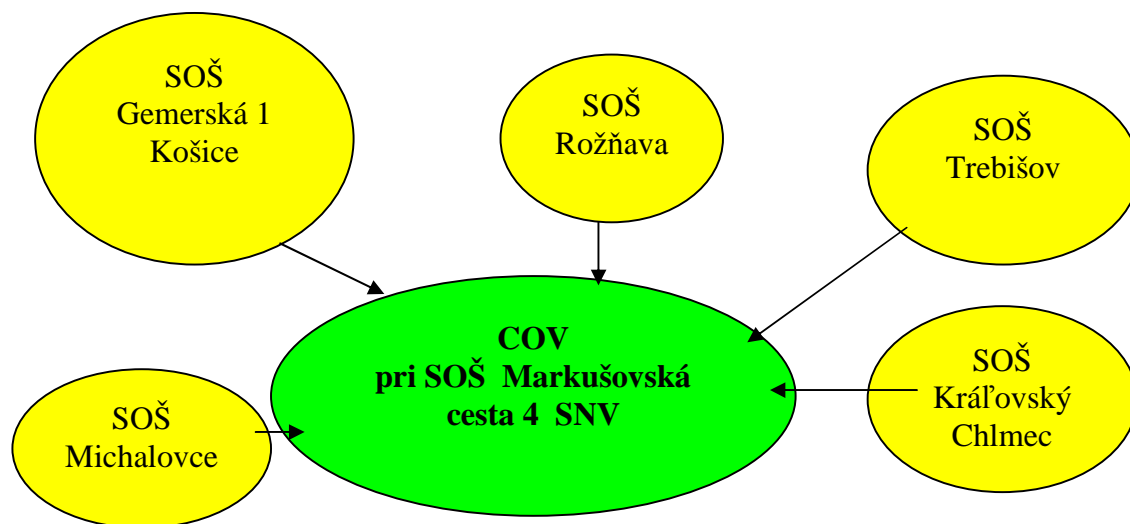 SOŠ
Gemerská 1
Košice
SOŠ
Rožňava
SOŠ
Trebišov
COV
pri SOŠ Markušovská
cesta 4 SNV
SOŠ
Michalovce
SOŠ
Kráľovský
Chlmec